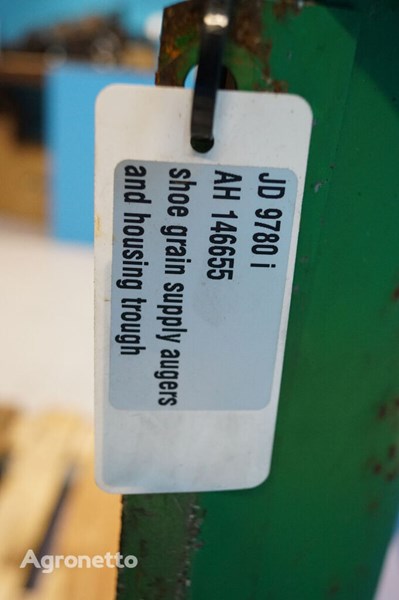 JD 9780 i
AH 146655
shoe grain supply augers
and housing trough
Agronetto